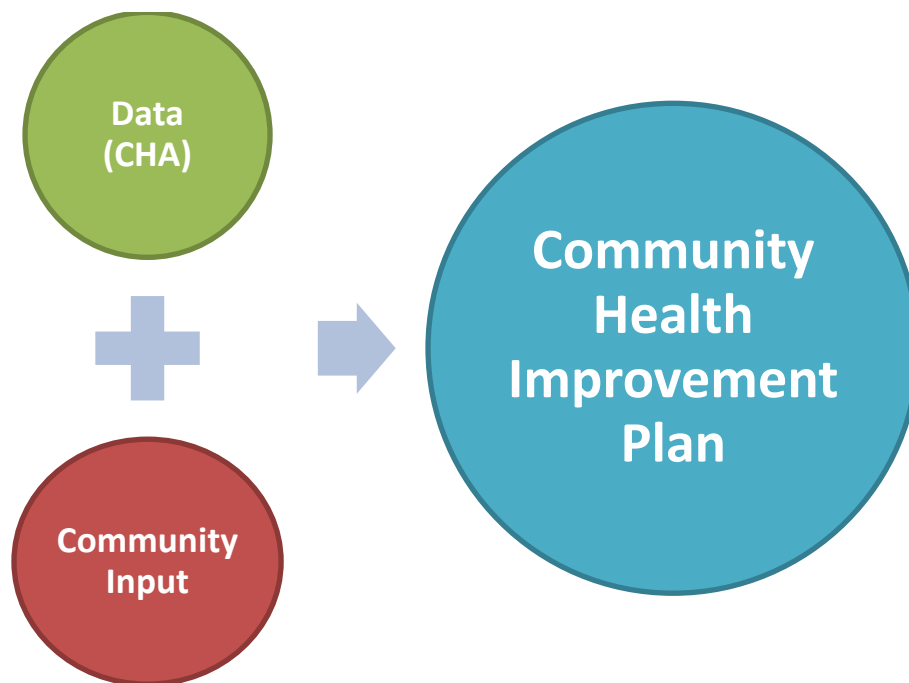 Data
(CHA)
Community
Input
Community
Health
Improvement
Plan